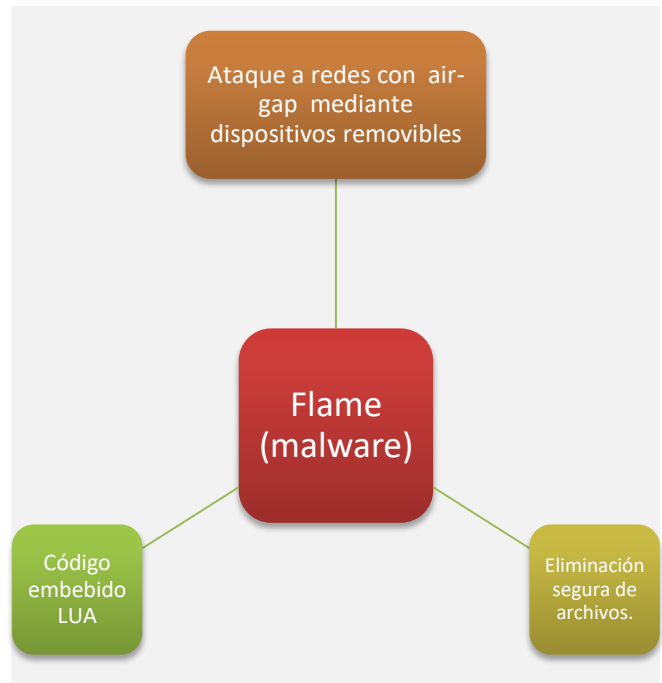 Ataque a redes con air-
gap mediante
dispositivos removibles
Flame
(malware)
Código
embebido
LUA
Eliminación
segura de
archivos.